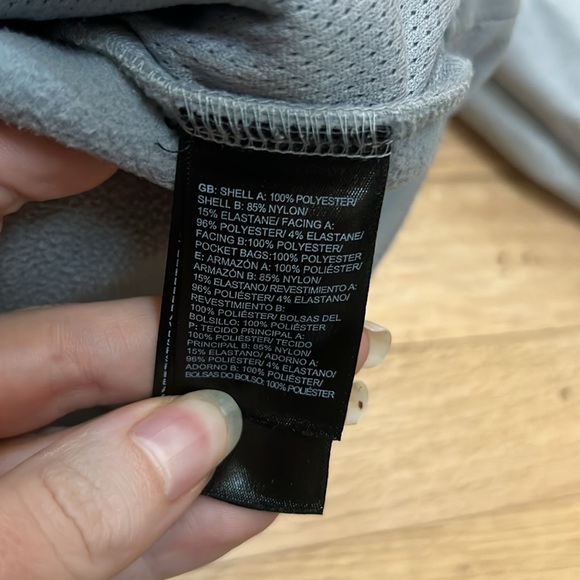 GB: SHELL A: 100% POLYESTER/
SHELL B: 85% NYLON/
15% ELASTANE/ FACING A:
96% POLYESTER/ 4% ELASTANE/
FACING B:100% POLYESTER/
POCKET BAGS:100% POLYESTER
E: ARMAZÓN A: 100% POLIÉSTER/
ARMAZÓN B: 85% NYLON/
15% ELASTANO/ REVESTIMIENTO A:
96% POLIÉSTER/ 4% ELASTANO/
REVESTIMIENTO B:
100% POLIÉSTER/ BOLSAS DEL
BOLSILLO: 100% POLIÉSTER
P: TECIDO PRINCIPAL A:
100% POLIÉSTER/ TECIDO
PRINCIPAL B: 85% NYLON/
15% ELASTANO/ ADORNO A:
96% POLIÉSTER/ 4% ELASTANO/
ADORNO B: 100% POLIÉSTER/
BOLSAS DO BOLSO: 100% POLIÉSTER